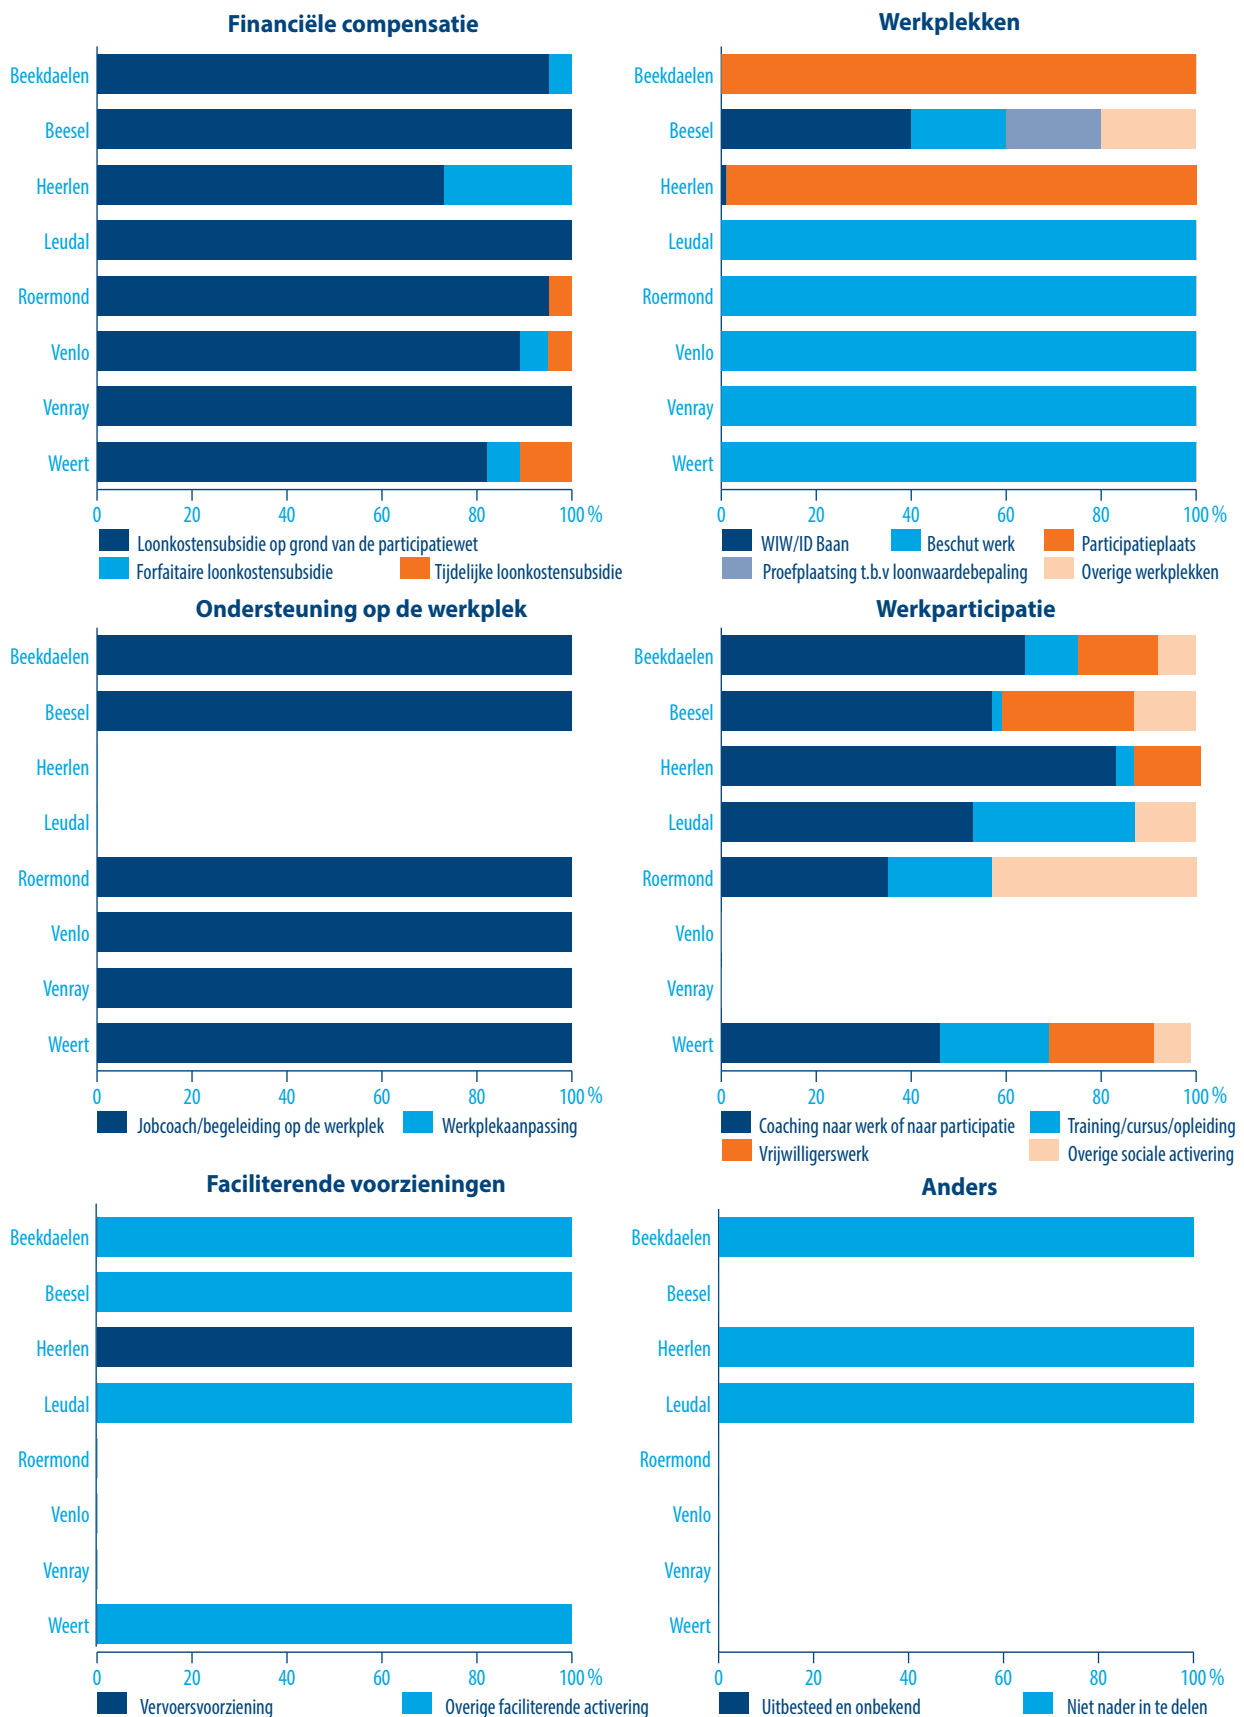 Financiële compensatie
Beekdaelen
Beesel
Heerlen
Leudal
Roermond
Venlo
Venray
Weert
0 20 40 60 80 100 %
Loonkostensubsidie op grond van de participatiewet
Forfaitaire loonkostensubsidie Tijdelijke loonkostensubsidie
Werkplekken
Beekdaelen
Beesel
Heerlen
Leudal
Roermond
Venlo
Venray
Weert
0 20 40 60 80 100 %
WIW/ID Baan Beschut werk Participatieplaats
Proefplaatsing t.b.v loonwaardebepaling Overige werkplekken
Ondersteuning op de werkplek
Beekdaelen
Beesel
Heerlen
Leudal
Roermond
Venlo
Venray
Weert
0 20 40 60 80 100 %
Jobcoach/begeleiding op de werkplek Werkplekaanpassing
Werkparticipatie
Beekdaelen
Beesel
Heerlen
Leudal
Roermond
Venlo
Venray
Weert
0 20 40 60 80 100 %
Coaching naar werk of naar participatie Training/cursus/opleiding
Vrijwilligerswerk Overige sociale activering
Faciliterende voorzieningen
Beekdaelen
Beesel
Heerlen
Leudal
Roermond
Venlo
Venray
Weert
0 20 40 60 80 100 %
Vervoersvoorziening Overige faciliterende activering
Anders
Beekdaelen
Beesel
Heerlen
Leudal
Roermond
Venlo
Venray
Weert
0 20 40 60 80 100 %
Uitbesteed en onbekend Niet nader in te delen